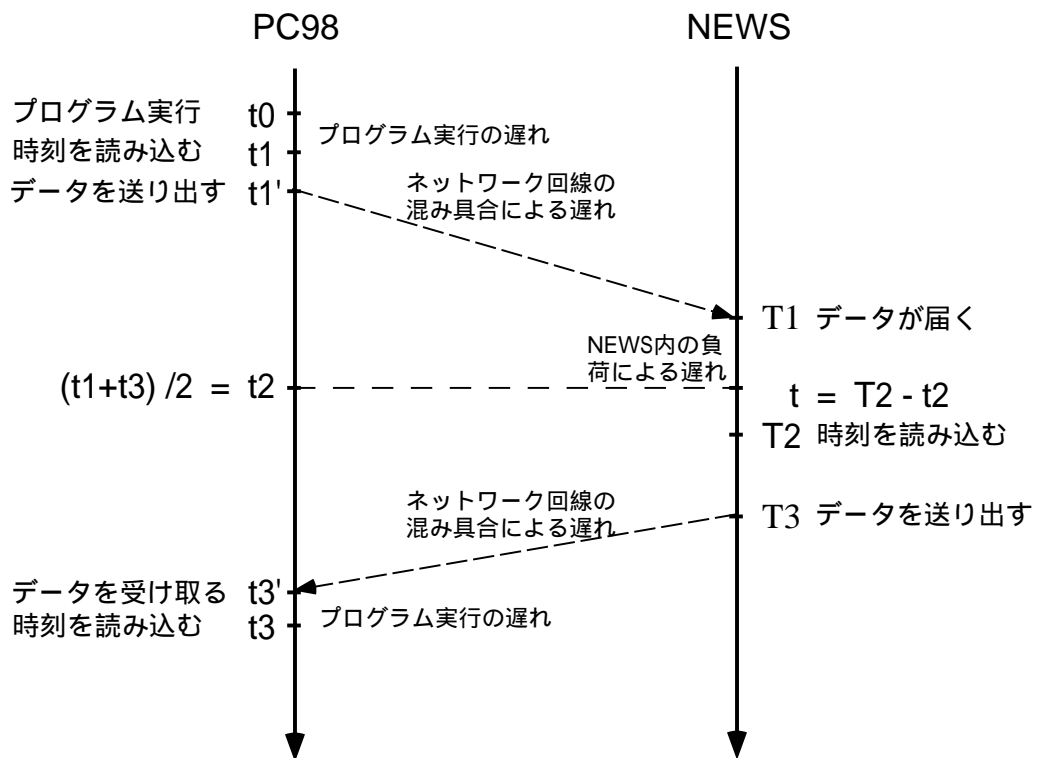 PC98 NEWS
プログラム実行 t0
プログラム実行の遅れ
時刻を読み込む t1
データを送り出す t1'
ネットワーク回線の
混み具合による遅れ
T1 データが届く
NEWS内の負
荷による遅れ
(t1+t3) /2 = t2
t = T2 - t2
T2 時刻を読み込む
ネットワーク回線の
混み具合による遅れ
T3 データを送り出す
データを受け取る t3'
時刻を読み込む t3
プログラム実行の遅れ